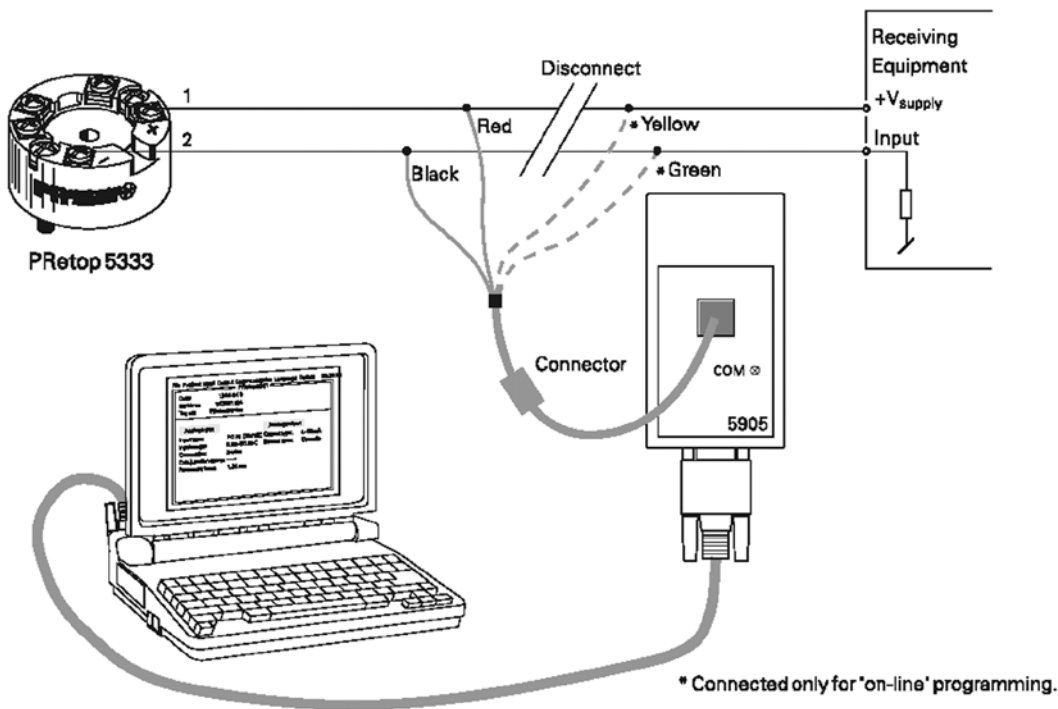 Receiving
Equipment
+Vsupply
Input
Disconnect
1
2
Red
Black
* Yellow
* Green
PRetop 5333
Connector
COM ⊗
5905
+
-
* Connected only for "on-line" programming.